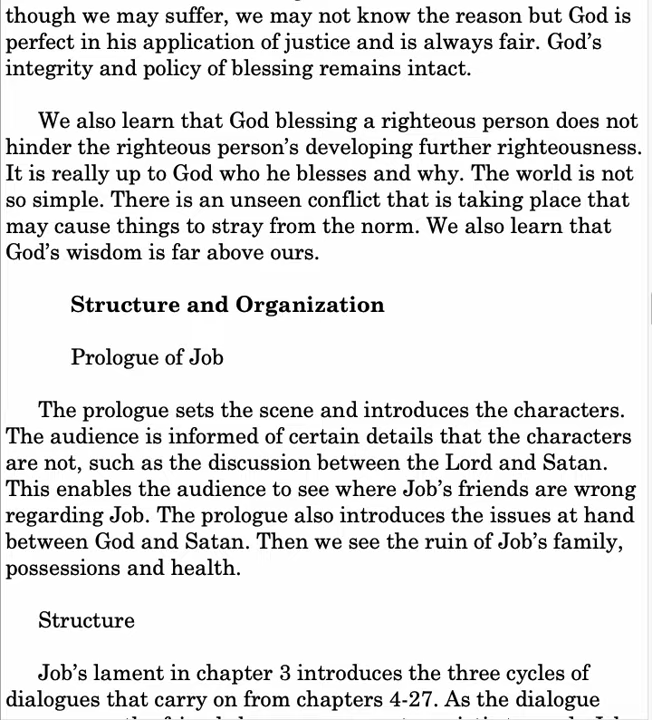 though we may suffer, we may not know the reason but God is
perfect in his application of justice and is always fair. God’s
integrity and policy of blessing remains intact.
We also learn that God blessing a righteous person does not
hinder the righteous person’s developing further righteousness.
It is really up to God who he blesses and why. The world is not
so simple. There is an unseen conflict that is taking place that
may cause things to stray from the norm. We also learn that
God’s wisdom is far above ours.
Structure and Organization
Prologue of Job
The prologue sets the scene and introduces the characters.
The audience is informed of certain details that the characters
are not, such as the discussion between the Lord and Satan.
This enables the audience to see where Job’s friends are wrong
regarding Job. The prologue also introduces the issues at hand
between God and Satan. Then we see the ruin of Job’s family,
possessions and health.
Structure
Job’s lament in chapter 3 introduces the three cycles of
dialogues that carry on from chapters 4-27. As the dialogue